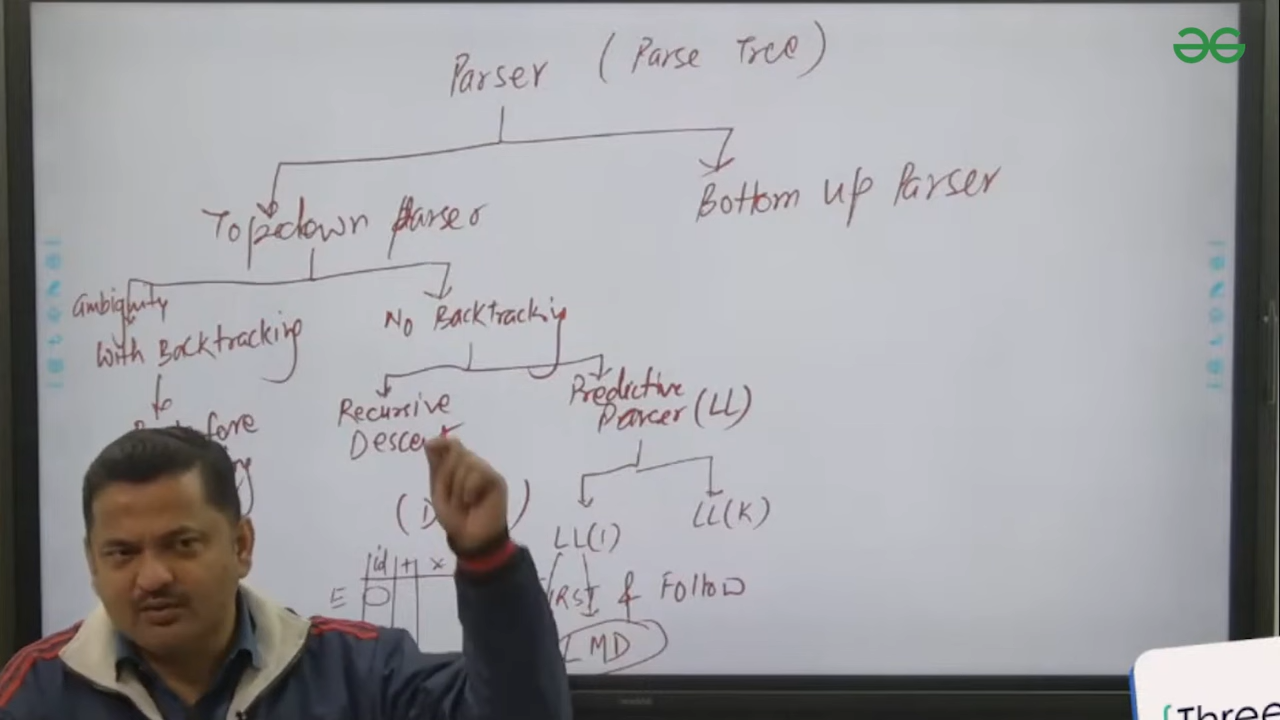 Parser (Parse Tree)
Topdown Parser
Bottom Up Parser
Ambiguity
With Backtracking
No Backtracking
Recursive
Descent
Predictive
Parser (LL)
LL(1)
LL(K)
id + x
E
& Follow
LMD
{Three